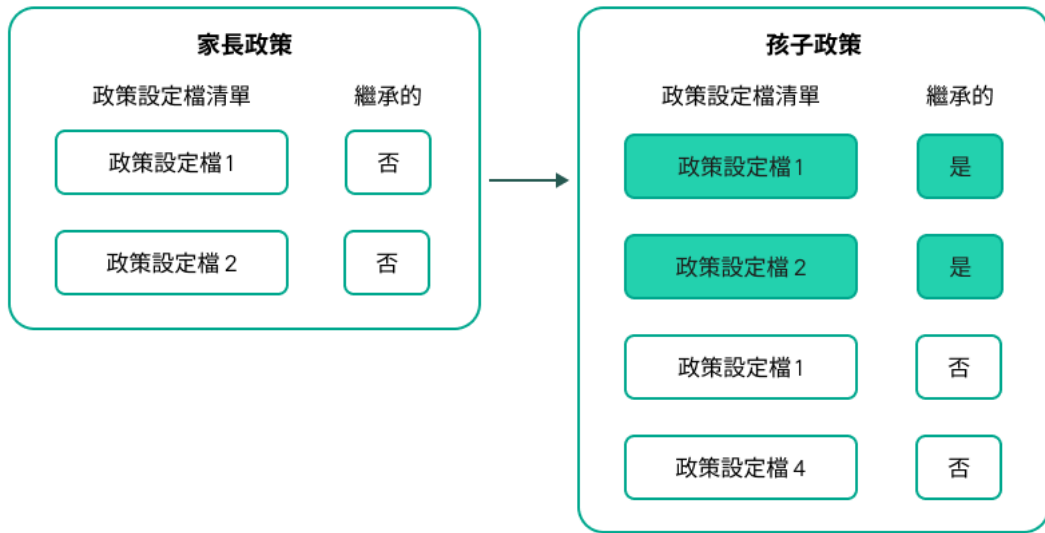 家長政策
政策設定檔清單 繼承的
政策設定檔 1 否
政策設定檔 2 否
孩子政策
政策設定檔清單 繼承的
政策設定檔 1 是
政策設定檔 2 是
政策設定檔 1 否
政策設定檔 4 否